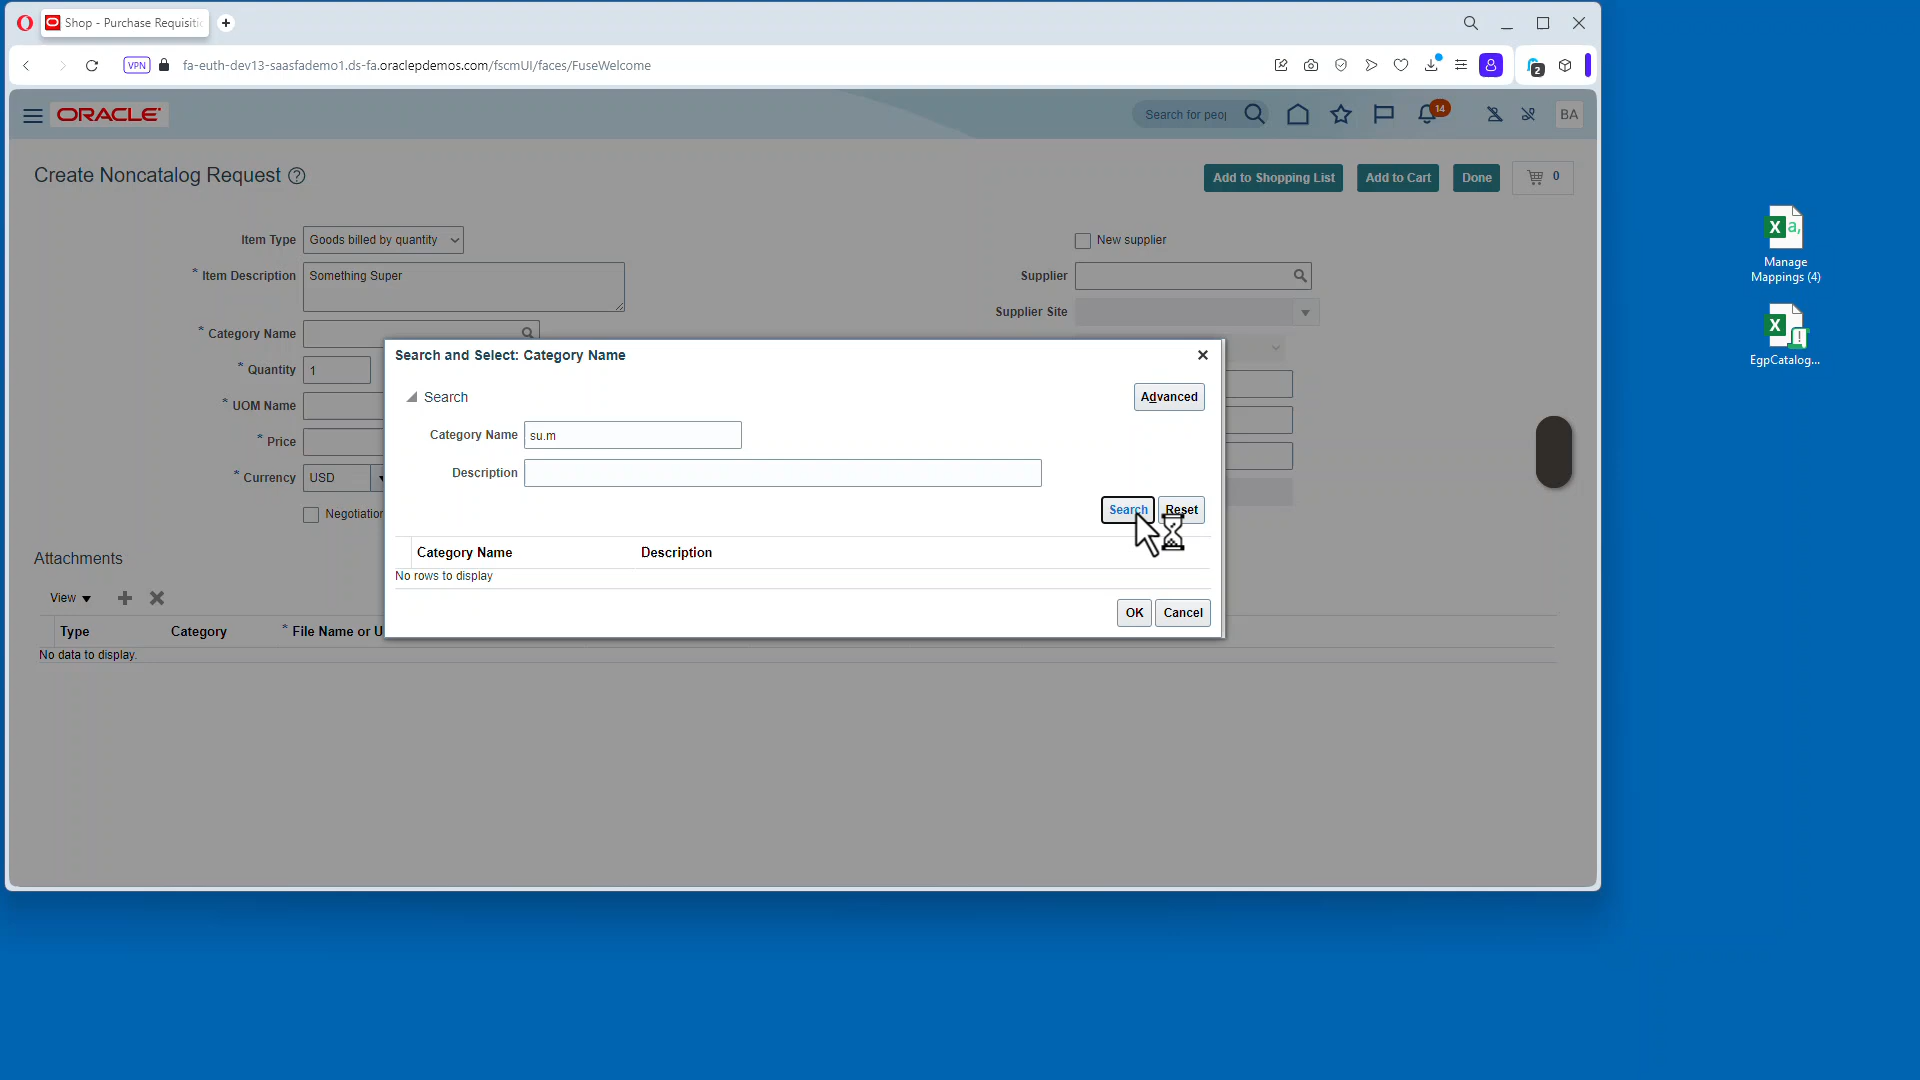 Shop - Purchase Requisitio
VPN
fa-euth-dev13-saasfademo1.ds-fa.oraclepdemos.com/fscmUI/faces/FuseWelcome
2
ORACLE
Search for peo
14
BA
Create Noncatalog Request
Add to Shopping List
Add to Cart
Done
0
Item Type
Goods billed by quantity
New supplier
* Item Description
Something Super
Supplier
Supplier Site
* Category Name
* Quantity
1
* UOM Name
* Price
* Currency
USD
Negotiation
Search and Select: Category Name
Search
Advanced
Category Name
su.m
Description
Search
Reset
Category Name
Description
No rows to display
OK
Cancel
Attachments
View
Type
Category
* File Name or U
No data to display.
Manage
Mappings (4)
EgpCatalog...